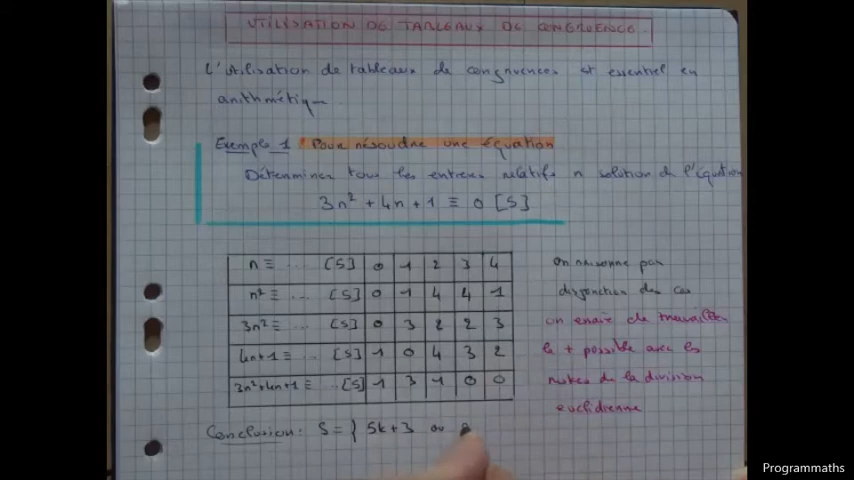 UTILISATION DE TABLEAUX DE CONGRUENCE
L'utilisation de tableaux de congruences est essentiel en
arithmétique.
Exemple 1 : Pour résoudre une équation
Déterminer tous les entiers relatifs n solution de l'équation
3n² + 4n + 1 ≡ 0 [5]
n ≡ ... [5] 0 1 2 3 4
n² ≡ ... [5] 0 1 4 4 1
3n² ≡ ... [5] 0 3 2 2 3
4n+1 ≡ ... [5] 1 0 4 3 2
3n²+4n+1 ≡ ..[5] 1 3 1 0 0
on raisonne par
disjonction des cas
on essaie de travailler
le + possible avec les
restes de la division
euclidienne
Conclusion : S = { 5k+3 ou
Programmaths